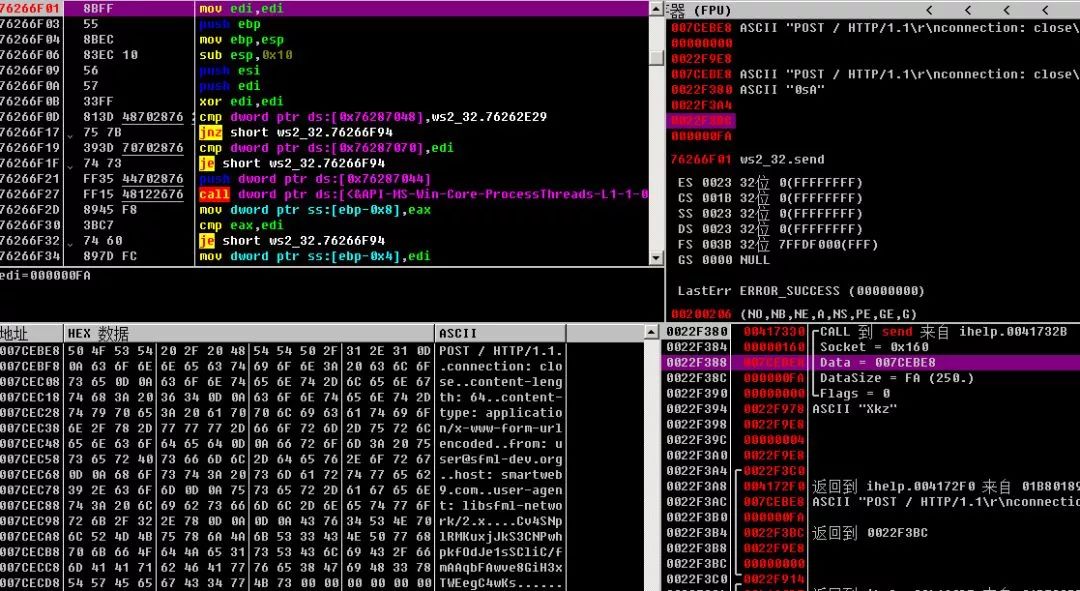 76266F01 8BFF mov edi,edi
76266F03 55 push ebp
76266F04 8BEC mov ebp,esp
76266F06 83EC 10 sub esp,0x10
76266F09 56 push esi
76266F0A 57 push edi
76266F0B 33FF xor edi,edi
76266F0D 813D 48702876 cmp dword ptr ds:[0x76287048],ws2_32.76262E29
76266F17 75 7B jnz short ws2_32.76266F94
76266F19 393D 70702876 cmp dword ptr ds:[0x76287070],edi
76266F1F 74 73 je short ws2_32.76266F94
76266F21 FF35 44702876 push dword ptr ds:[0x76287044]
76266F27 FF15 48122676 call dword ptr ds:[<&API-MS-Win-Core-ProcessThreads-L1-1-0
76266F2D 8945 F8 mov dword ptr ss:[ebp-0x8],eax
76266F30 3BC7 cmp eax,edi
76266F32 74 60 je short ws2_32.76266F94
76266F34 897D FC mov dword ptr ss:[ebp-0x4],edi
edi=000000FA
器 (FPU) < < < <
007CEBE8 ASCII "POST / HTTP/1.1\r\nconnection: close\
00000000
0022F9E8
007CEBE8 ASCII "POST / HTTP/1.1\r\nconnection: close\
0022F380 ASCII "0sA"
0022F3A4
0022F3BC
000000FA
76266F01 ws2_32.send
ES 0023 32位 0(FFFFFFFF)
CS 001B 32位 0(FFFFFFFF)
SS 0023 32位 0(FFFFFFFF)
DS 0023 32位 0(FFFFFFFF)
FS 003B 32位 7FFDF000(FFF)
GS 0000 NULL
LastErr ERROR_SUCCESS (00000000)
00200206 (NO,NB,NE,A,NS,PE,GE,G)
地址 HEX 数据 ASCII
007CEBE8 50 4F 53 54 20 2F 20 48 54 54 50 2F 31 2E 31 0D POST / HTTP/1.1.
007CEBF8 0A 63 6F 6E 6E 65 63 74 69 6F 6E 3A 20 63 6C 6F .connection: clo
007CEC08 73 65 0D 0A 63 6F 6E 74 65 6E 74 2D 6C 65 6E 67 se..content-leng
007CEC18 74 68 3A 20 36 34 0D 0A 63 6F 6E 74 65 6E 74 2D th: 64..content-
007CEC28 74 79 70 65 3A 20 61 70 70 6C 69 63 61 74 69 6F type: applicatio
007CEC38 6E 2F 78 2D 77 77 77 2D 66 6F 72 6D 2D 75 72 6C n/x-www-form-url
007CEC48 65 6E 63 6F 64 65 64 0D 0A 66 72 6F 6D 3A 20 75 encoded..from: u
007CEC58 73 65 72 40 73 66 6D 6C 2D 64 65 76 2E 6F 72 67 ser@sfml-dev.org
007CEC68 0D 0A 68 6F 73 74 3A 20 73 6D 61 72 74 77 65 62 ..host: smartweb
007CEC78 39 2E 63 6F 6D 0D 0A 75 73 65 72 2D 61 67 65 6E 9.com..user-agen
007CEC88 74 3A 20 6C 69 62 73 66 6D 6C 2D 6E 65 74 77 6F t: libsfml-netwo
007CEC98 72 6B 2F 32 2E 78 0D 0A 0D 0A 43 76 34 53 4E 70 rk/2.x....Cv4SNp
007CECA8 6C 52 4D 4B 75 78 6A 4A 6B 53 33 43 4E 50 77 68 lRMKuxjJkS3CNPwh
007CECB8 70 6B 66 4F 64 4A 65 31 73 53 43 6C 69 43 2F 66 pkfOdJe1sSCliC/f
007CECC8 6D 41 41 71 62 46 41 77 76 65 38 47 69 48 33 78 mAAqbFAwve8GiH3x
007CECD8 54 57 45 65 67 43 34 77 4B 73 00 00 00 00 00 00 TWEegC4wKs......
0022F380 00417330 CALL 到 send 来自 ihelp.0041732B
0022F384 00000160 Socket = 0x160
0022F388 007CEBE8 Data = 007CEBE8
0022F38C 000000FA DataSize = FA (250.)
0022F390 00000000 Flags = 0
0022F394 0022F978 ASCII "Xkz"
0022F398 0022F9E8
0022F39C 00000004
0022F3A0 0022F9E8
0022F3A4 0022F3C0
0022F3A8 004172F0 返回到 ihelp.004172F0 来自 01B80189
0022F3AC 007CEBE8 ASCII "POST / HTTP/1.1\r\nconnection
0022F3B0 000000FA
0022F3B4 0022F3BC 返回到 0022F3BC
0022F3B8 0022F9E8
0022F3BC 00000000
0022F3C0 0022F914